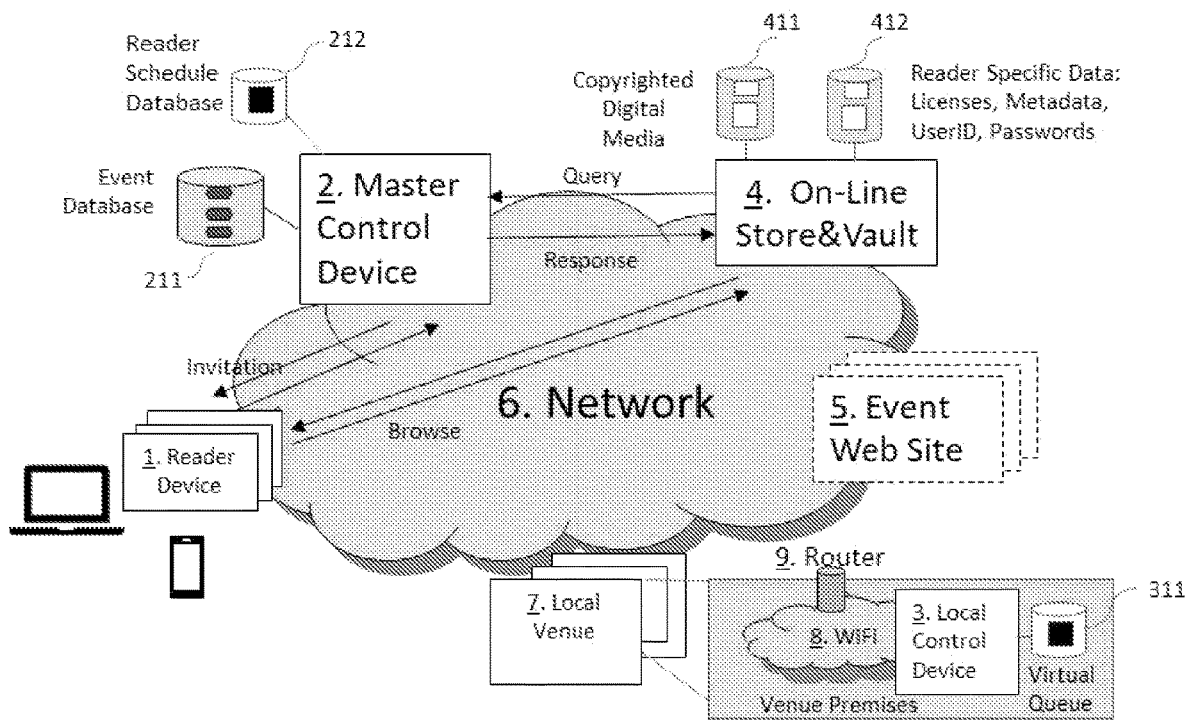 Reader
Schedule
Database
212
411
412
Copyrighted
Digital
Media
Reader Specific Data:
Licenses, Metadata,
UserID, Passwords
Event
Database
211
2. Master
Control
Device
Query
Response
4. On-Line
Store&Vault
Invitation
Browse
6. Network
5. Event
Web Site
1. Reader
Device
7. Local
Venue
9. Router
8. WiFi
3. Local
Control
Device
311
Virtual
Queue
Venue Premises